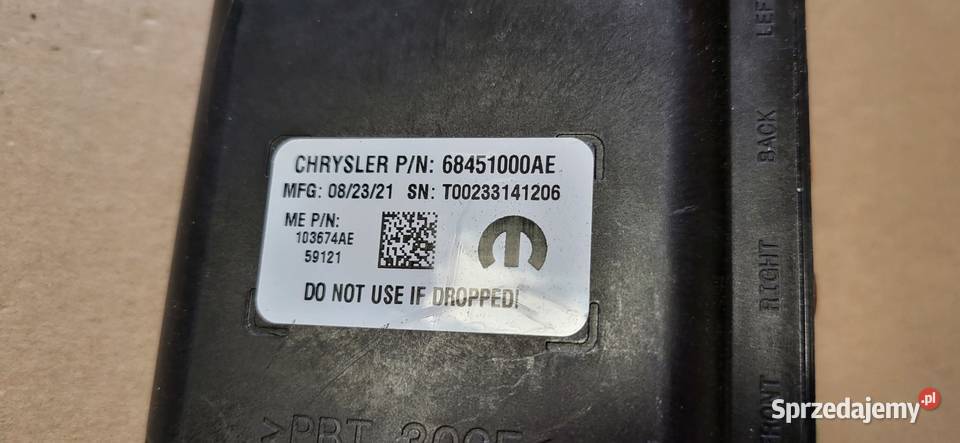 CHRYSLER P/N: 68451000AE
MFG: 08/23/21 SN: T00233141206
ME P/N:
103674AE
59121
DO NOT USE IF DROPPED!
BACK
RIGHT
Sprzedajemy.pl